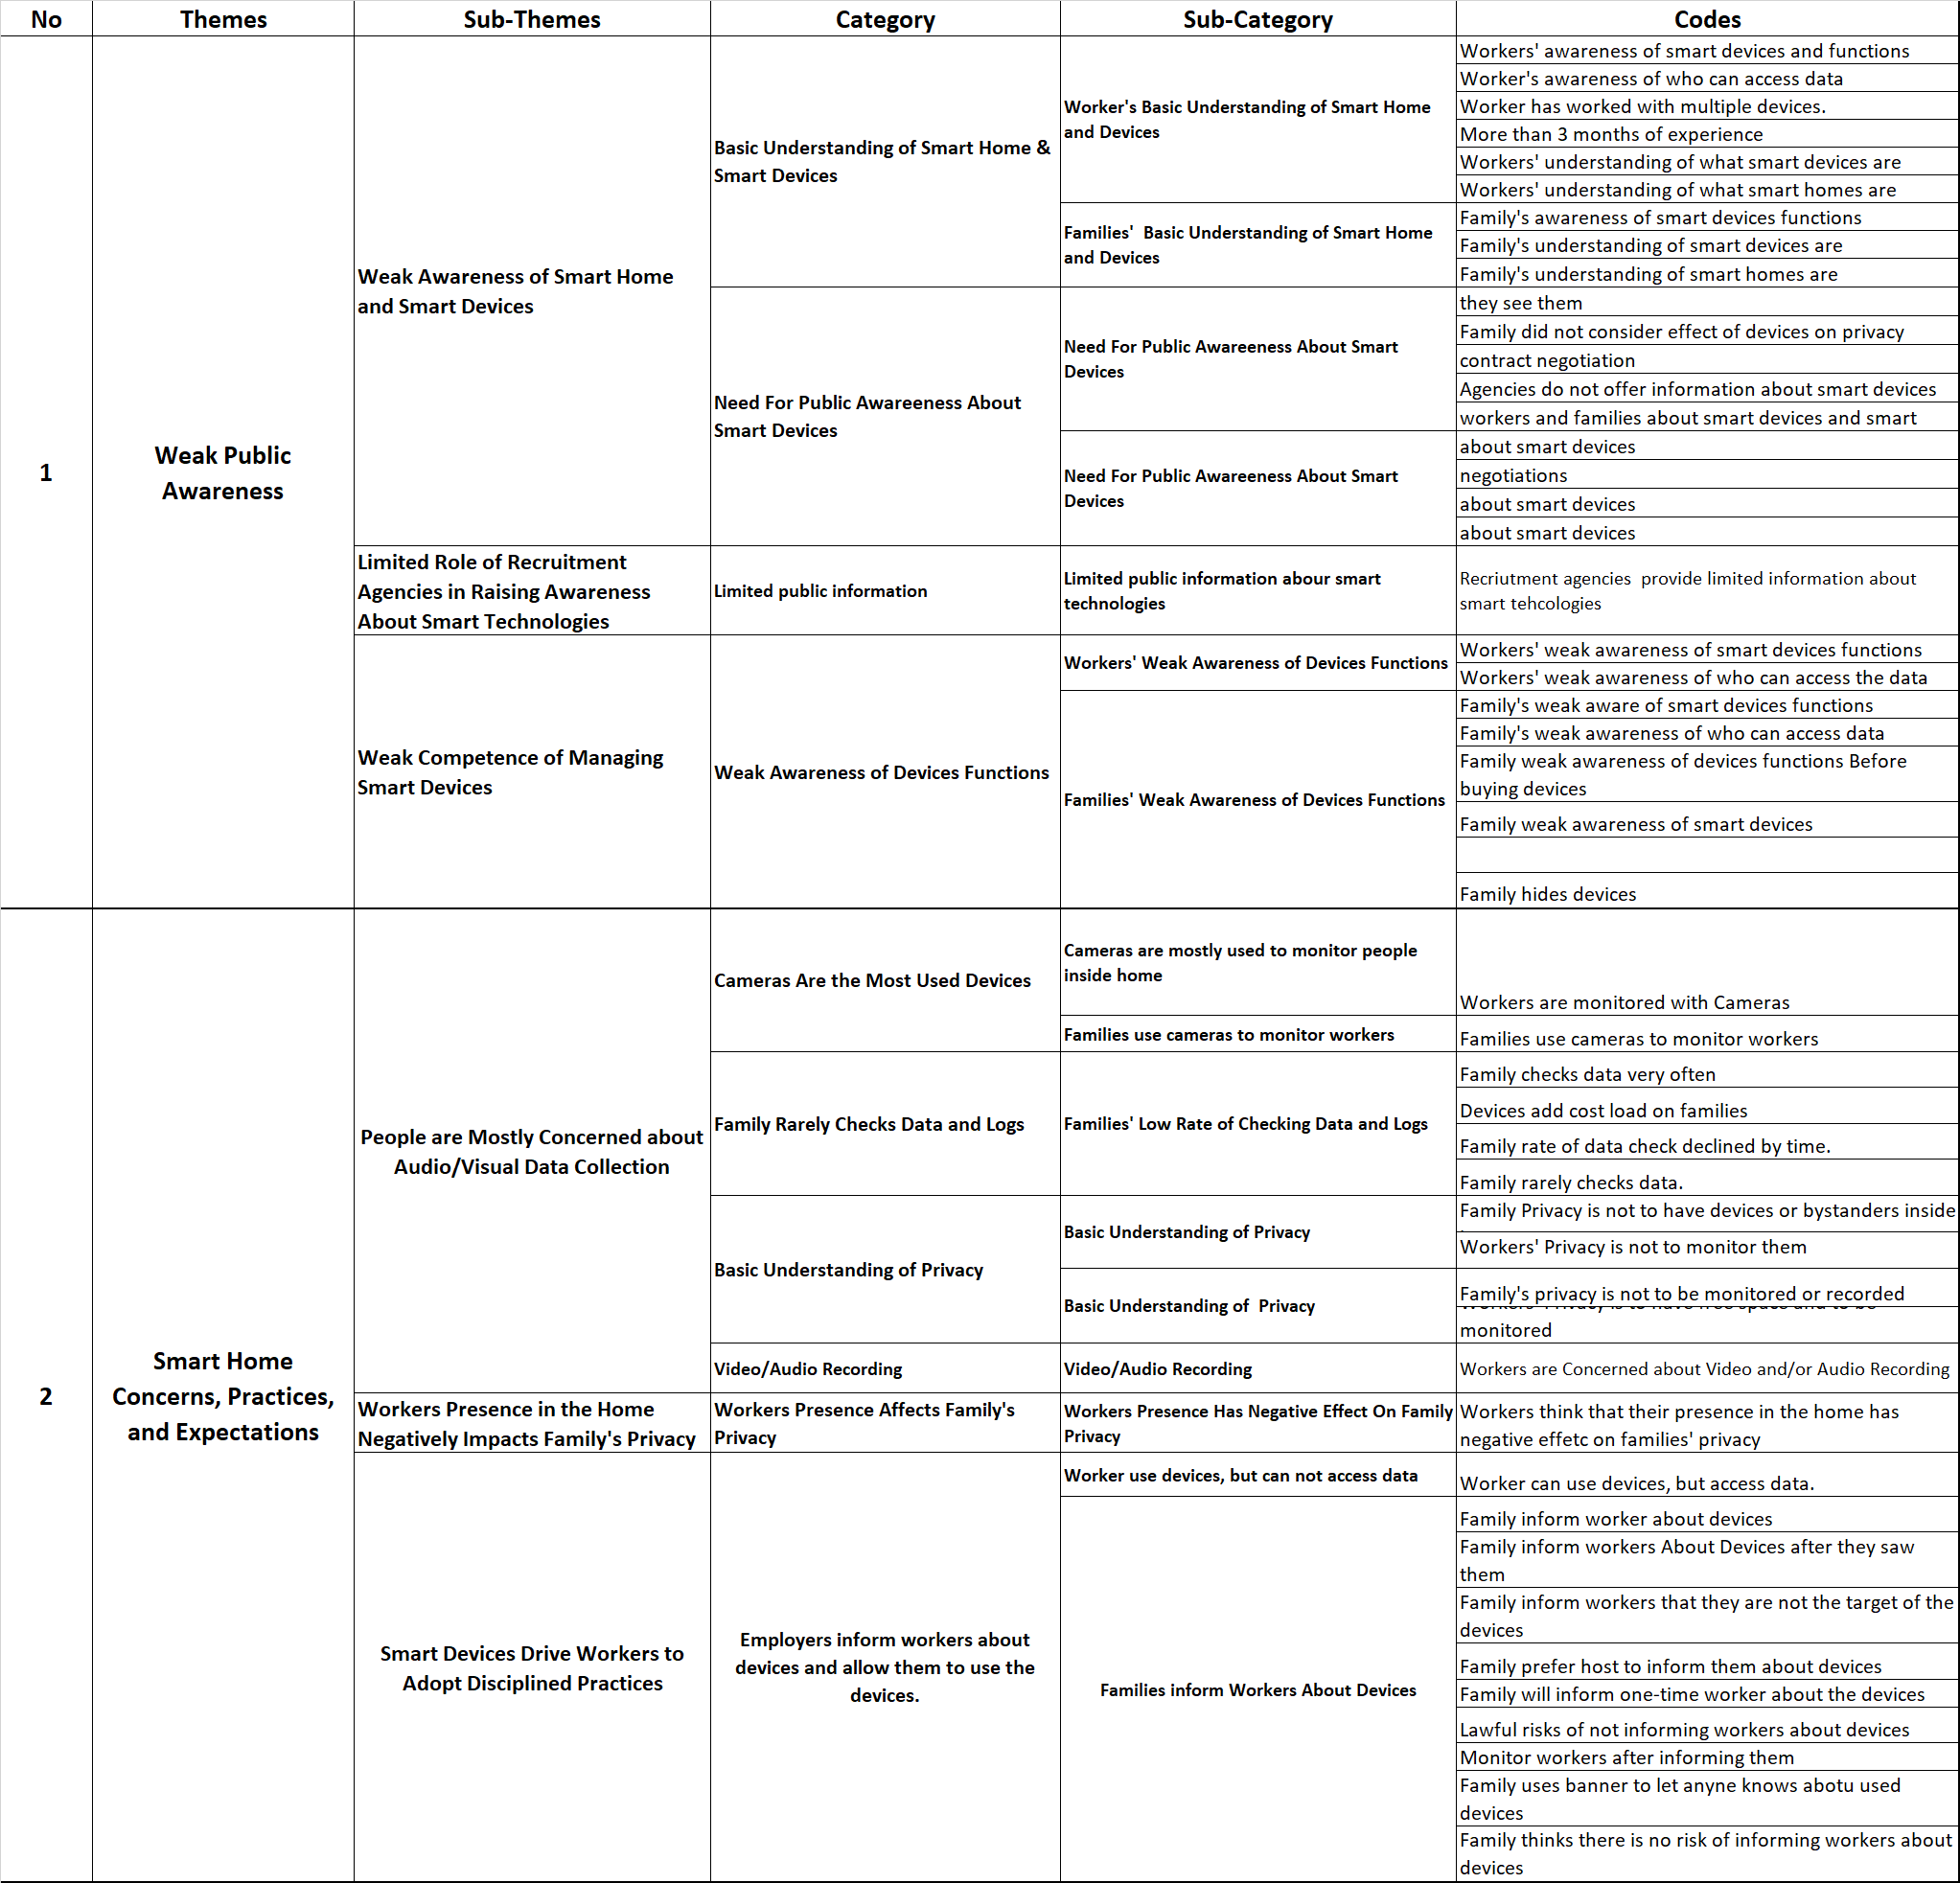 No Themes Sub-Themes Category Sub-Category Codes
1
Weak Public
Awareness
Weak Awareness of Smart Home
and Smart Devices
Basic Understanding of Smart Home &
Smart Devices
Worker's Basic Understanding of Smart Home
and Devices
Workers' awareness of smart devices and functions
Worker's awareness of who can access data
Worker has worked with multiple devices.
More than 3 months of experience
Workers' understanding of what smart devices are
Workers' understanding of what smart homes are
Families'  Basic Understanding of Smart Home
and Devices
Family's awareness of smart devices functions
Family's understanding of smart devices are
Family's understanding of smart homes are
Need For Public Awareeness About
Smart Devices
Need For Public Awareeness About Smart
Devices
they see them
Family did not consider effect of devices on privacy
contract negotiation
Agencies do not offer information about smart devices
workers and families about smart devices and smart
Need For Public Awareeness About Smart
Devices
about smart devices
negotiations
about smart devices
about smart devices
Limited Role of Recruitment
Agencies in Raising Awareness
About Smart Technologies
Limited public information
Limited public information abour smart
technologies
Recriutment agencies  provide limited information about
smart tehcologies
Weak Competence of Managing
Smart Devices
Weak Awareness of Devices Functions
Workers' Weak Awareness of Devices Functions
Workers' weak awareness of smart devices functions
Workers' weak awareness of who can access the data
Families' Weak Awareness of Devices Functions
Family's weak aware of smart devices functions
Family's weak awareness of who can access data
Family weak awareness of devices functions Before
buying devices
Family weak awareness of smart devices
Family hides devices
2
Smart Home
Concerns, Practices,
and Expectations
People are Mostly Concerned about
Audio/Visual Data Collection
Cameras Are the Most Used Devices
Cameras are mostly used to monitor people
inside home
Workers are monitored with Cameras
Families use cameras to monitor workers
Families use cameras to monitor workers
Family Rarely Checks Data and Logs
Families' Low Rate of Checking Data and Logs
Family checks data very often
Devices add cost load on families
Family rate of data check declined by time.
Family rarely checks data.
Basic Understanding of Privacy
Basic Understanding of Privacy
Family Privacy is not to have devices or bystanders inside
Workers' Privacy is not to monitor them
Basic Understanding of  Privacy
Family's privacy is not to be monitored or recorded
monitored
Video/Audio Recording
Video/Audio Recording
Workers are Concerned about Video and/or Audio Recording
Workers Presence in the Home
Negatively Impacts Family's Privacy
Workers Presence Affects Family's
Privacy
Workers Presence Has Negative Effect On Family
Privacy
Workers think that their presence in the home has
negative effetc on families' privacy
Smart Devices Drive Workers to
Adopt Disciplined Practices
Employers inform workers about
devices and allow them to use the
devices.
Worker use devices, but can not access data
Worker can use devices, but access data.
Families inform Workers About Devices
Family inform worker about devices
Family inform workers About Devices after they saw
them
Family inform workers that they are not the target of the
devices
Family prefer host to inform them about devices
Family will inform one-time worker about the devices
Lawful risks of not informing workers about devices
Monitor workers after informing them
Family uses banner to let anyne knows abotu used
devices
Family thinks there is no risk of informing workers about
devices